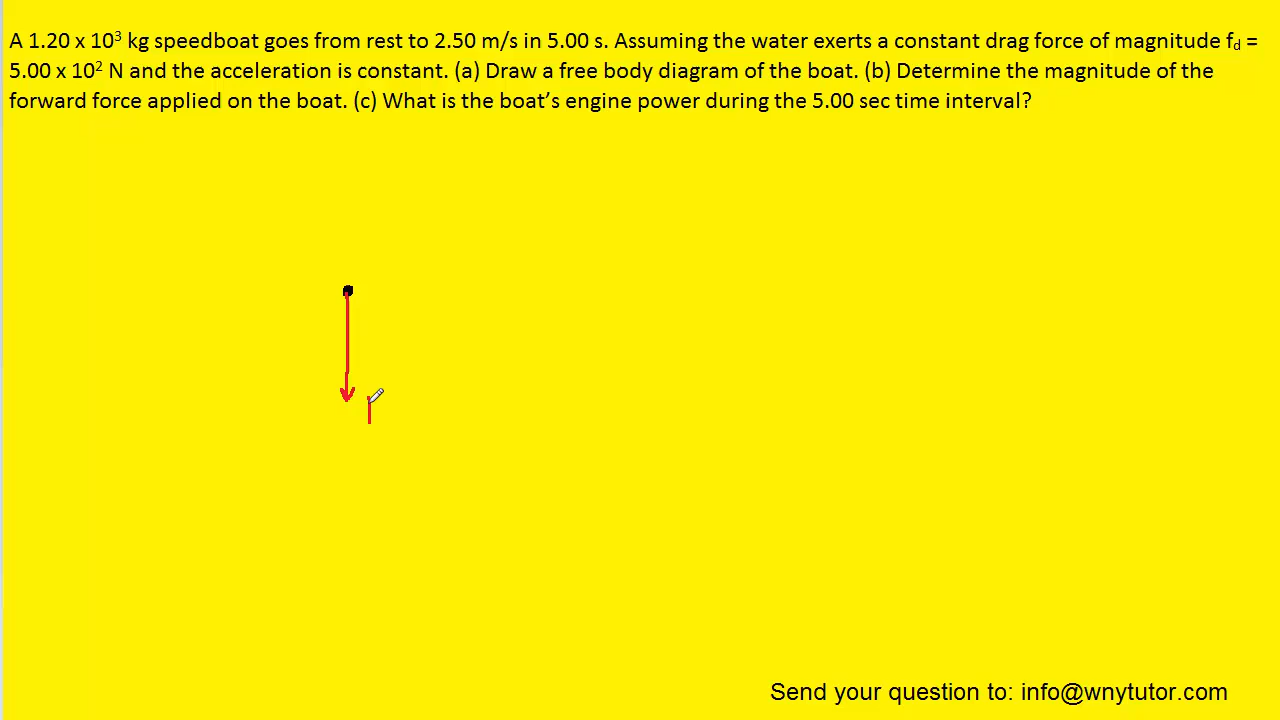 A 1.20 x 10³ kg speedboat goes from rest to 2.50 m/s in 5.00 s. Assuming the water exerts a constant drag force of magnitude f_d =
5.00 x 10² N and the acceleration is constant. (a) Draw a free body diagram of the boat. (b) Determine the magnitude of the
forward force applied on the boat. (c) What is the boat’s engine power during the 5.00 sec time interval?
Send your question to: info@wnytutor.com